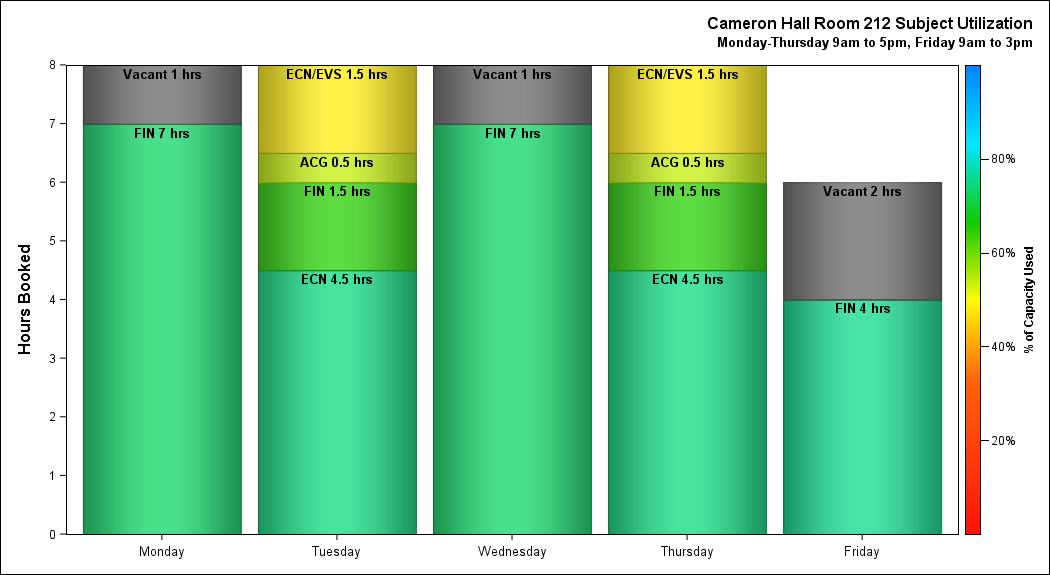 Cameron Hall Room 212 Subject Utilization
Monday-Thursday 9am to 5pm, Friday 9am to 3pm
Hours Booked
8
7
6
5
4
3
2
1
0
Vacant 1 hrs
FIN 7 hrs
ECN/EVS 1.5 hrs
ACG 0.5 hrs
FIN 1.5 hrs
ECN 4.5 hrs
Vacant 1 hrs
FIN 7 hrs
ECN/EVS 1.5 hrs
ACG 0.5 hrs
FIN 1.5 hrs
ECN 4.5 hrs
Vacant 2 hrs
FIN 4 hrs
Monday
Tuesday
Wednesday
Thursday
Friday
80%
60%
40%
20%
% of Capacity Used